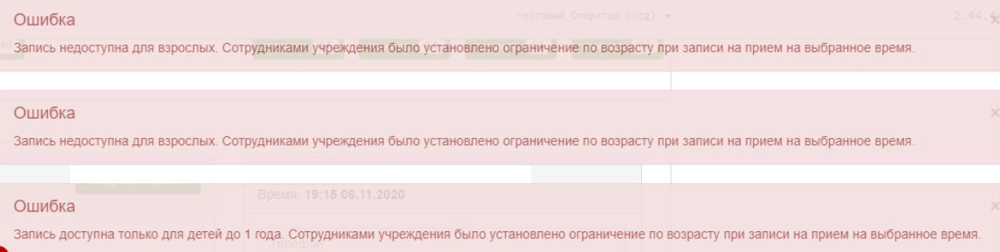 тестовый Оператор (ccg)
2.44.
Ошибка
Запись недоступна для взрослых. Сотрудниками учреждения было установлено ограничение по возрасту при записи на прием на выбранное время.
Ошибка
Запись недоступна для взрослых. Сотрудниками учреждения было установлено ограничение по возрасту при записи на прием на выбранное время.
Время: 19:15 06.11.2020
Ошибка
Запись доступна только для детей до 1 года. Сотрудниками учреждения было установлено ограничение по возрасту при записи на прием на выбранное время.
Телефон